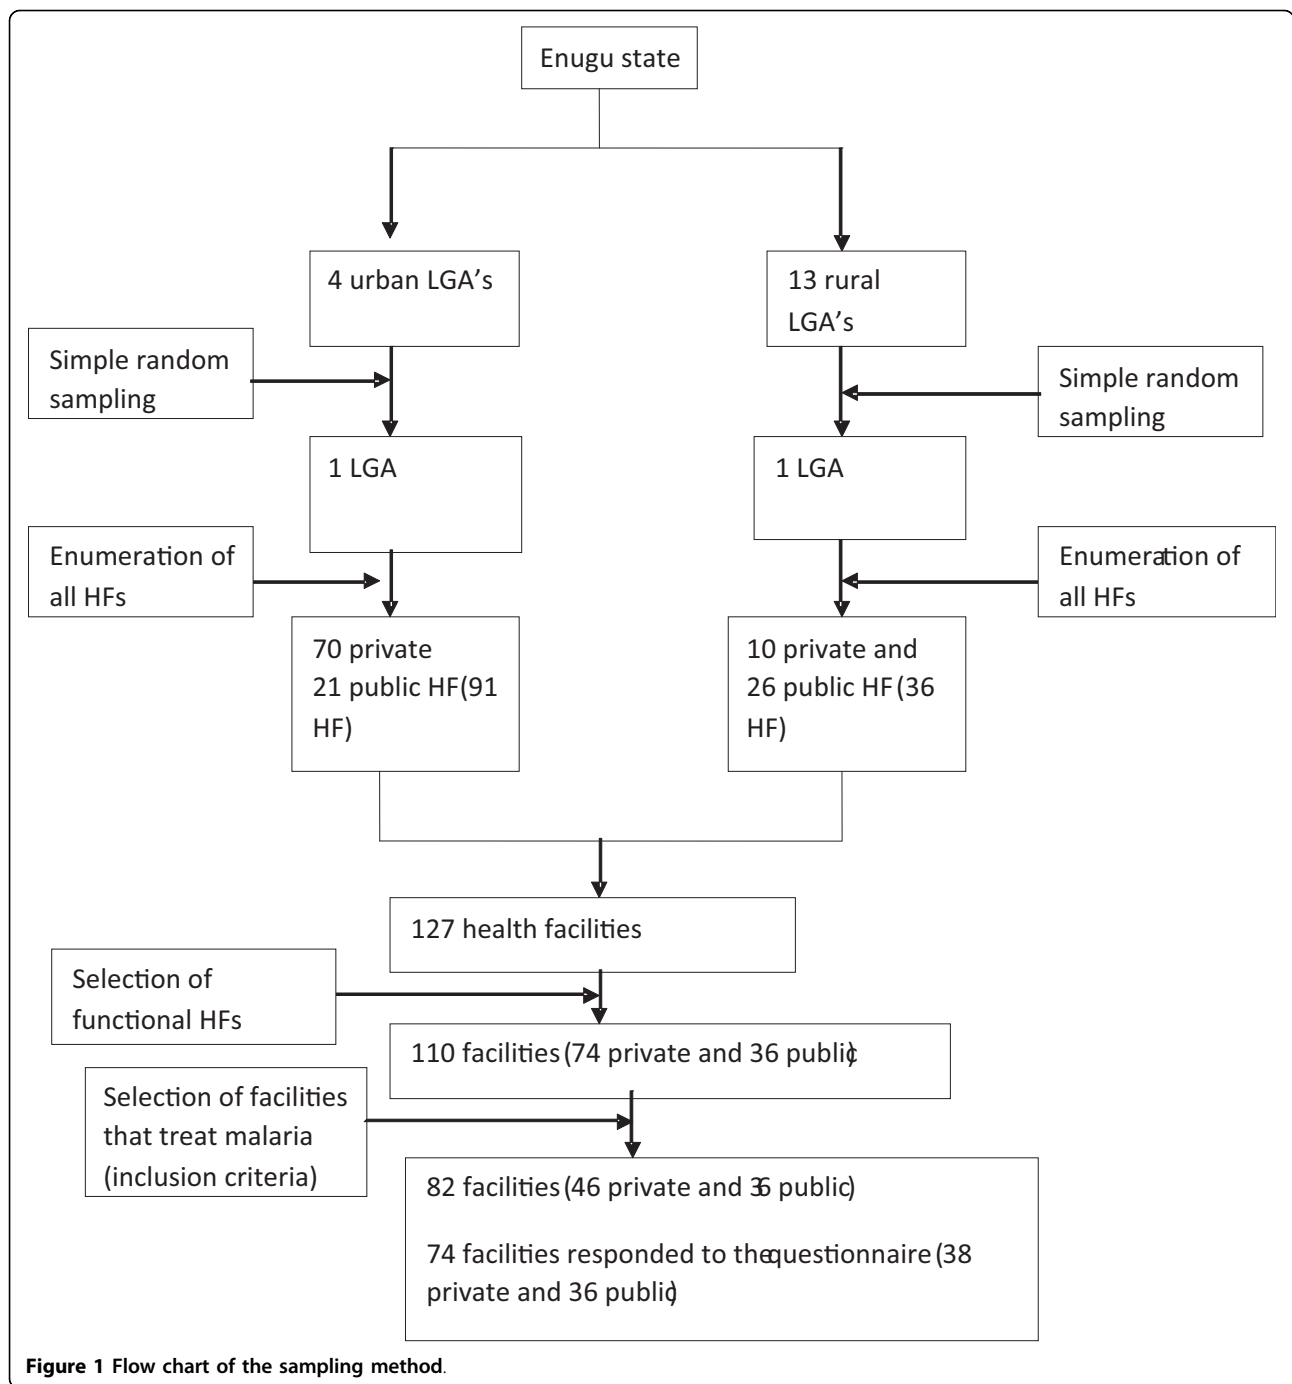 Enugu state
4 urban LGA's
13 rural
LGA's
Simple random
sampling
Simple random
sampling
1 LGA
1 LGA
Enumeration of
all HFs
Enumeration of
all HFs
70 private
21 public HF(91
HF)
10 private and
26 public HF (36
HF)
127 health facilities
Selection of
functional HFs
110 facilities (74 private and 36 public)
Selection of facilities
that treat malaria
(inclusion criteria)
82 facilities (46 private and 36 public)
74 facilities responded to the questionnaire (38
private and 36 public)
Figure 1 Flow chart of the sampling method.